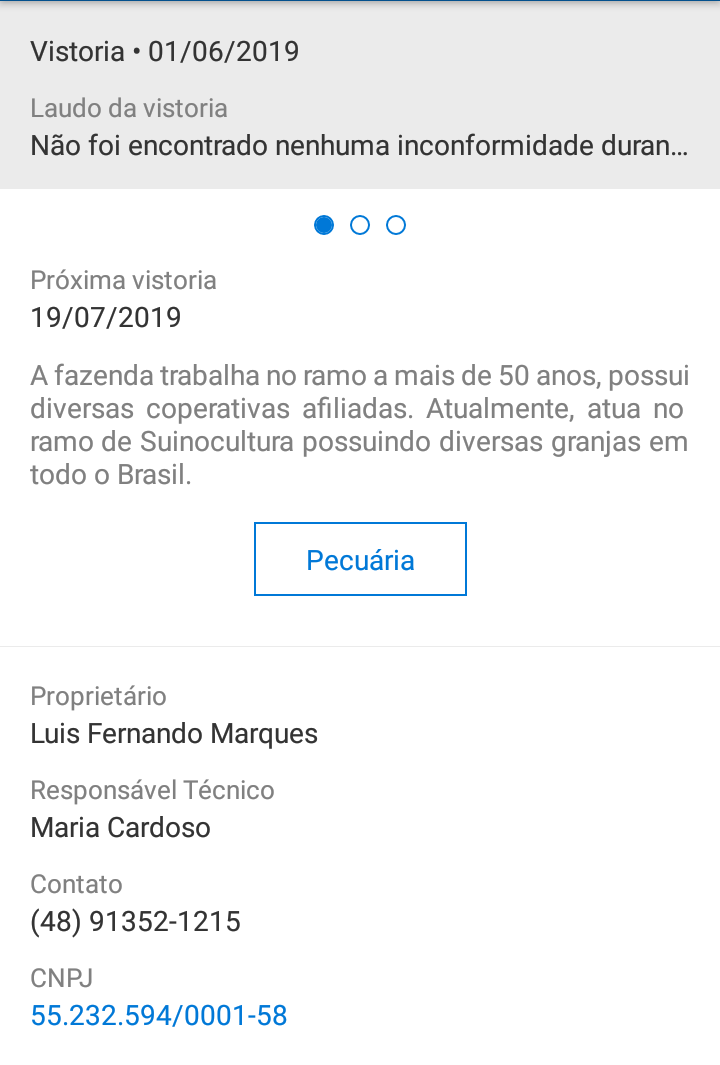 Vistoria • 01/06/2019
Laudo da vistoria
Não foi encontrado nenhuma inconformidade duran...
Próxima vistoria
19/07/2019
A fazenda trabalha no ramo a mais de 50 anos, possui
diversas coperativas afiliadas. Atualmente, atua no
ramo de Suinocultura possuindo diversas granjas em
todo o Brasil.
Pecuária
Proprietário
Luis Fernando Marques
Responsável Técnico
Maria Cardoso
Contato
(48) 91352-1215
CNPJ
55.232.594/0001-58